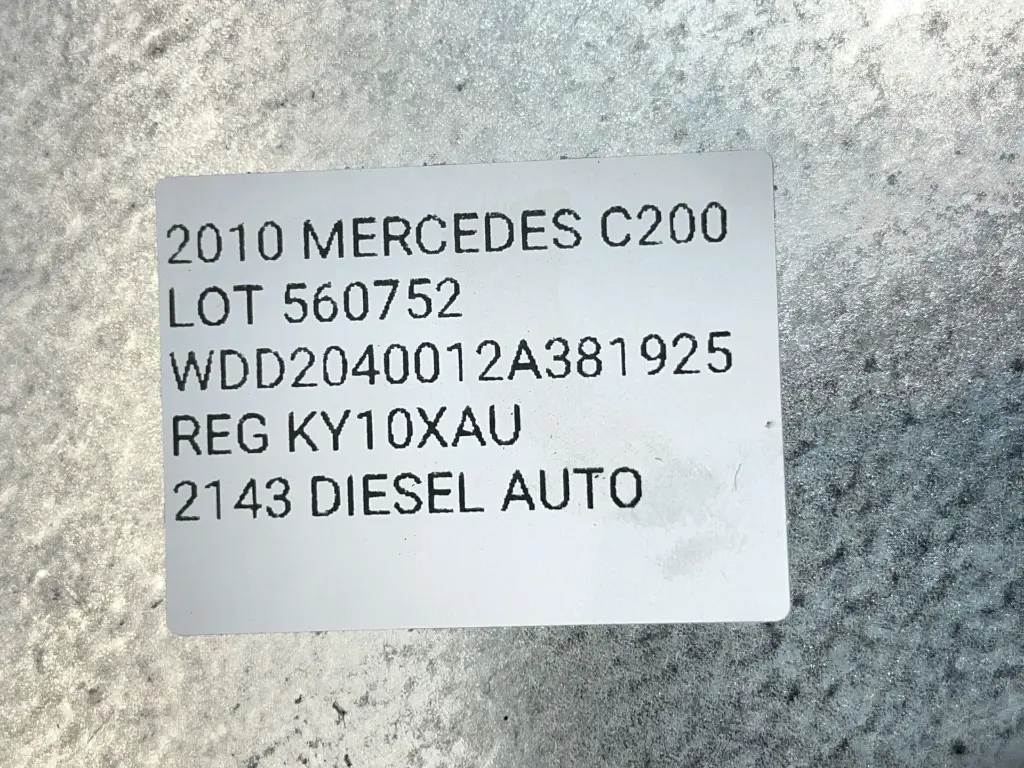 2010 MERCEDES C200
LOT 560752
WDD2040012A381925
REG KY10XAU
2143 DIESEL AUTO